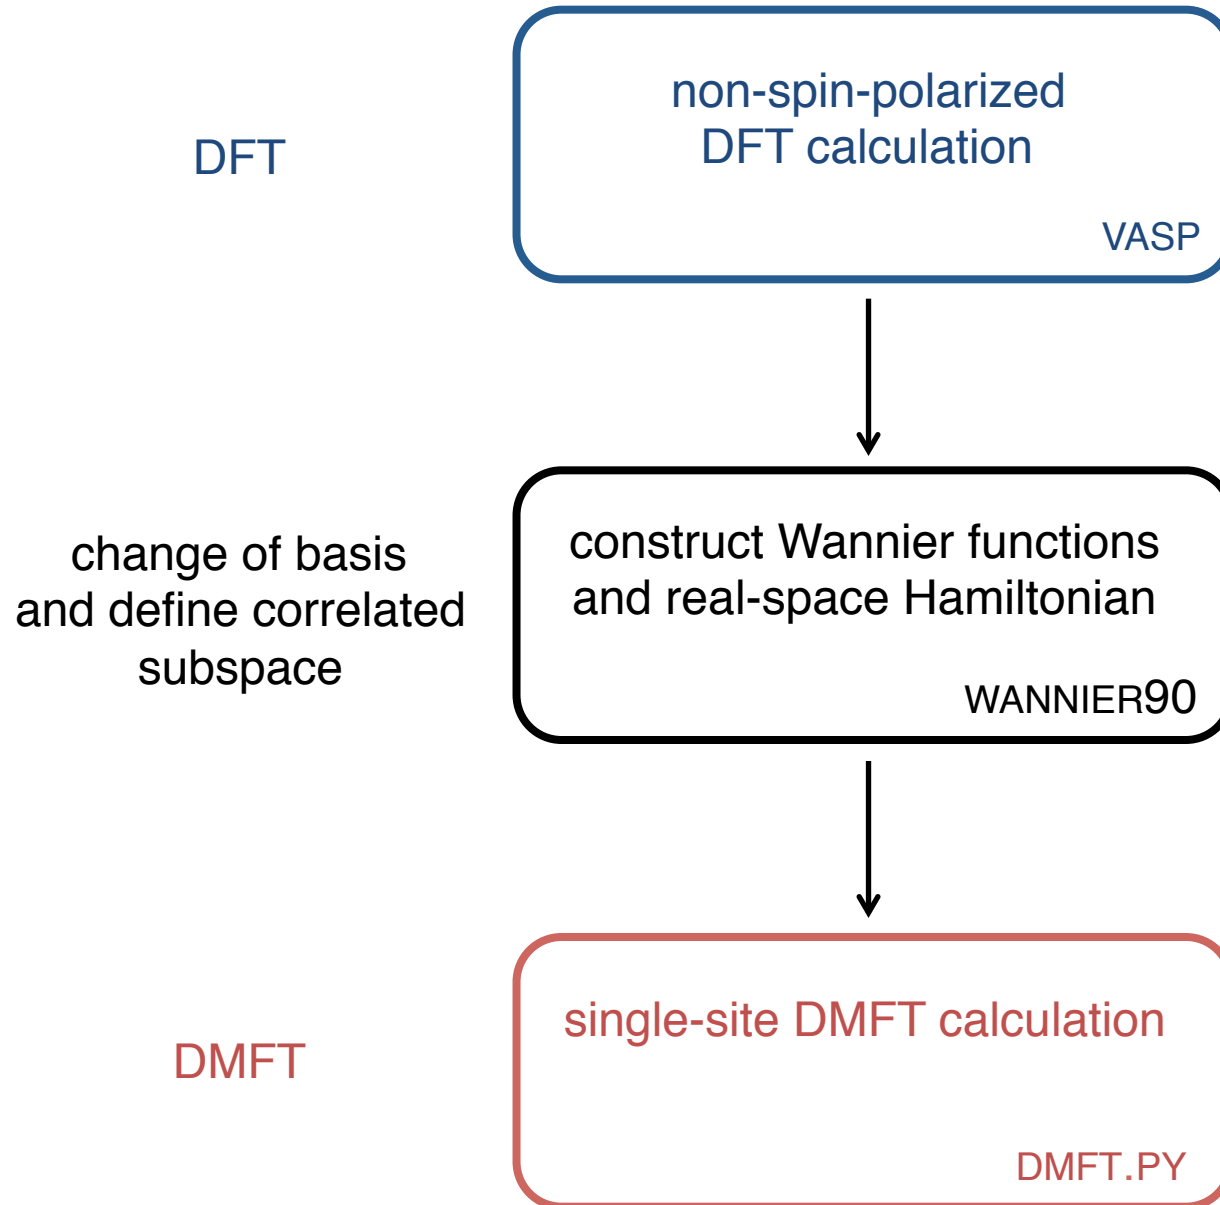 DFT
non-spin-polarized
DFT calculation
VASP
change of basis
and define correlated
subspace
construct Wannier functions
and real-space Hamiltonian
WANNIER90
DMFT
single-site DMFT calculation
DMFT.PY